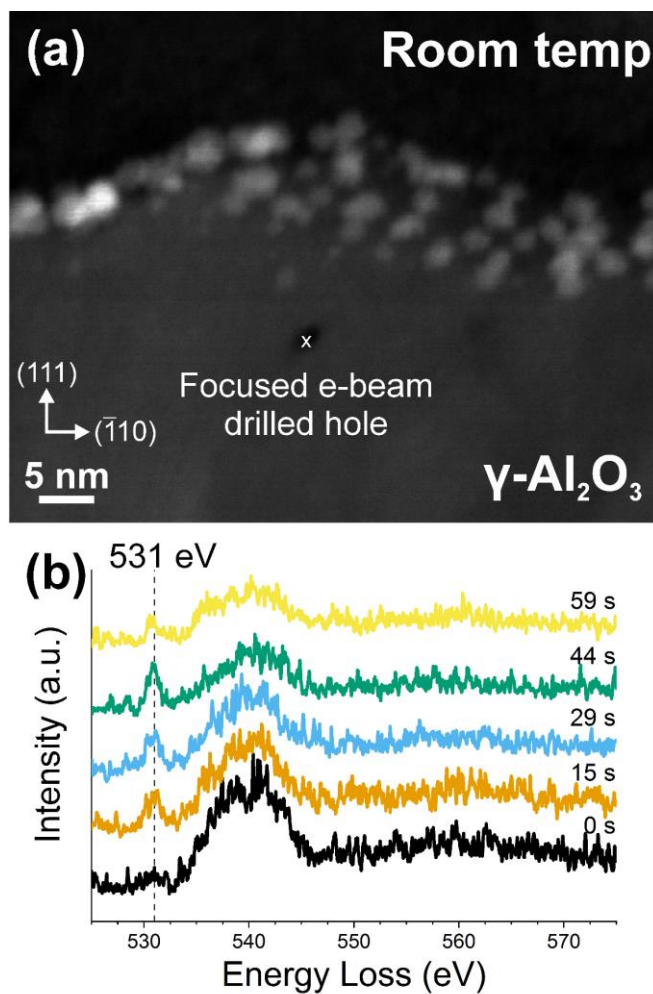 (a)
Room temp
x
Focused e-beam
drilled hole
(111)
(1̅10)
5 nm
γ-Al₂O₃
(b)
531 eV
59 s
44 s
29 s
15 s
0 s
Intensity (a.u.)
530 540 550 560 570
Energy Loss (eV)